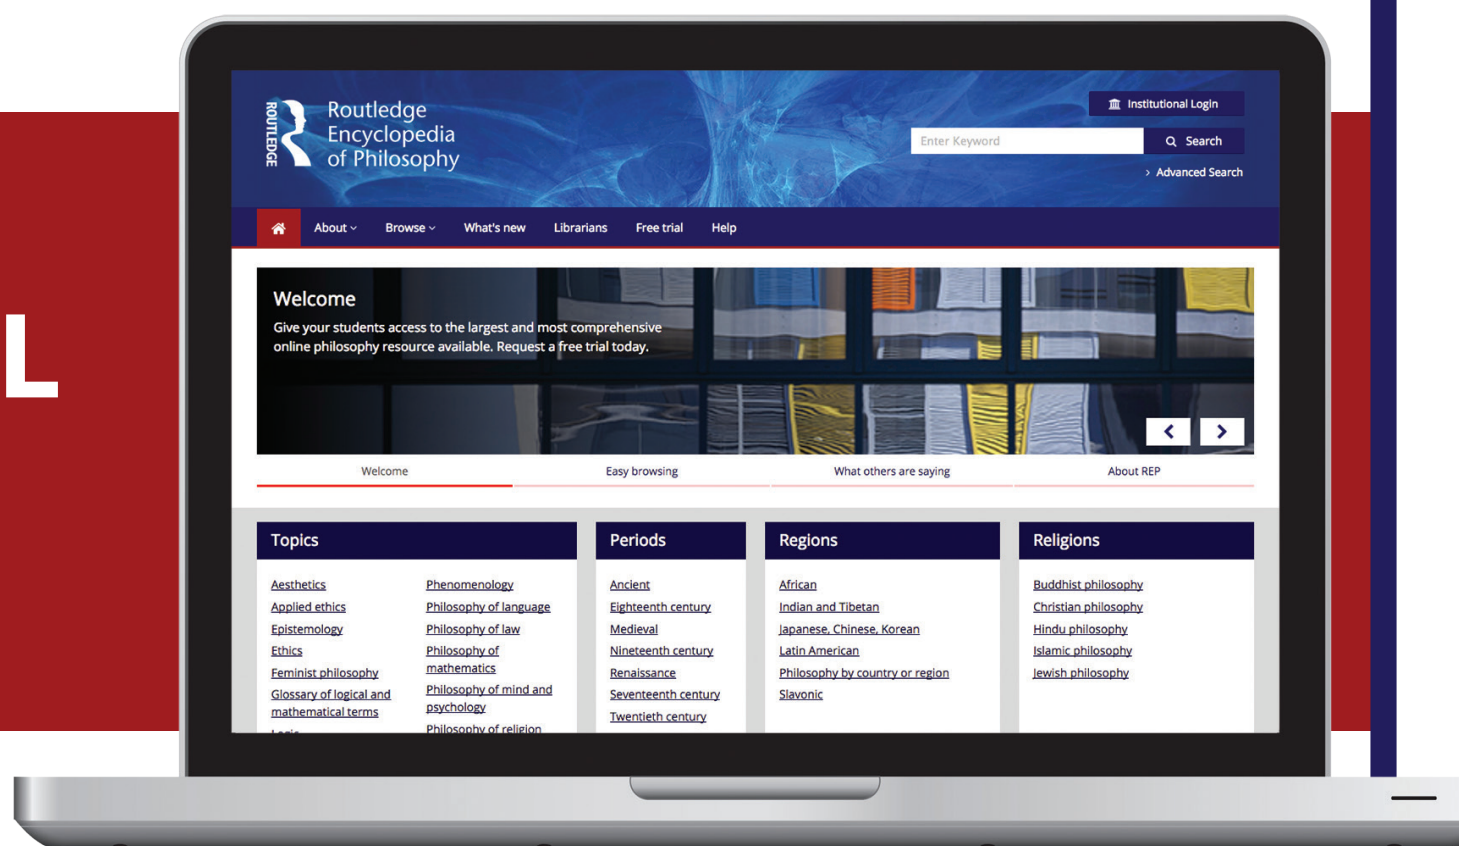 L
ROUTLEDGE
Routledge
Encyclopedia
of Philosophy
Institutional Login
Enter Keyword
Search
Advanced Search
About
Browse
What's new
Librarians
Free trial
Help
Welcome
Give your students access to the largest and most comprehensive
online philosophy resource available. Request a free trial today.
Welcome
Easy browsing
What others are saying
About REP
Topics
Aesthetics
Applied ethics
Epistemology
Ethics
Feminist philosophy
Glossary of logical and
mathematical terms
Logic
Phenomenology
Philosophy of language
Philosophy of law
Philosophy of
mathematics
Philosophy of mind and
psychology
Philosophy of religion
Periods
Ancient
Eighteenth century
Medieval
Nineteenth century
Renaissance
Seventeenth century
Twentieth century
Regions
African
Indian and Tibetan
Japanese, Chinese, Korean
Latin American
Philosophy by country or region
Slavonic
Religions
Buddhist philosophy
Christian philosophy
Hindu philosophy
Islamic philosophy
Jewish philosophy